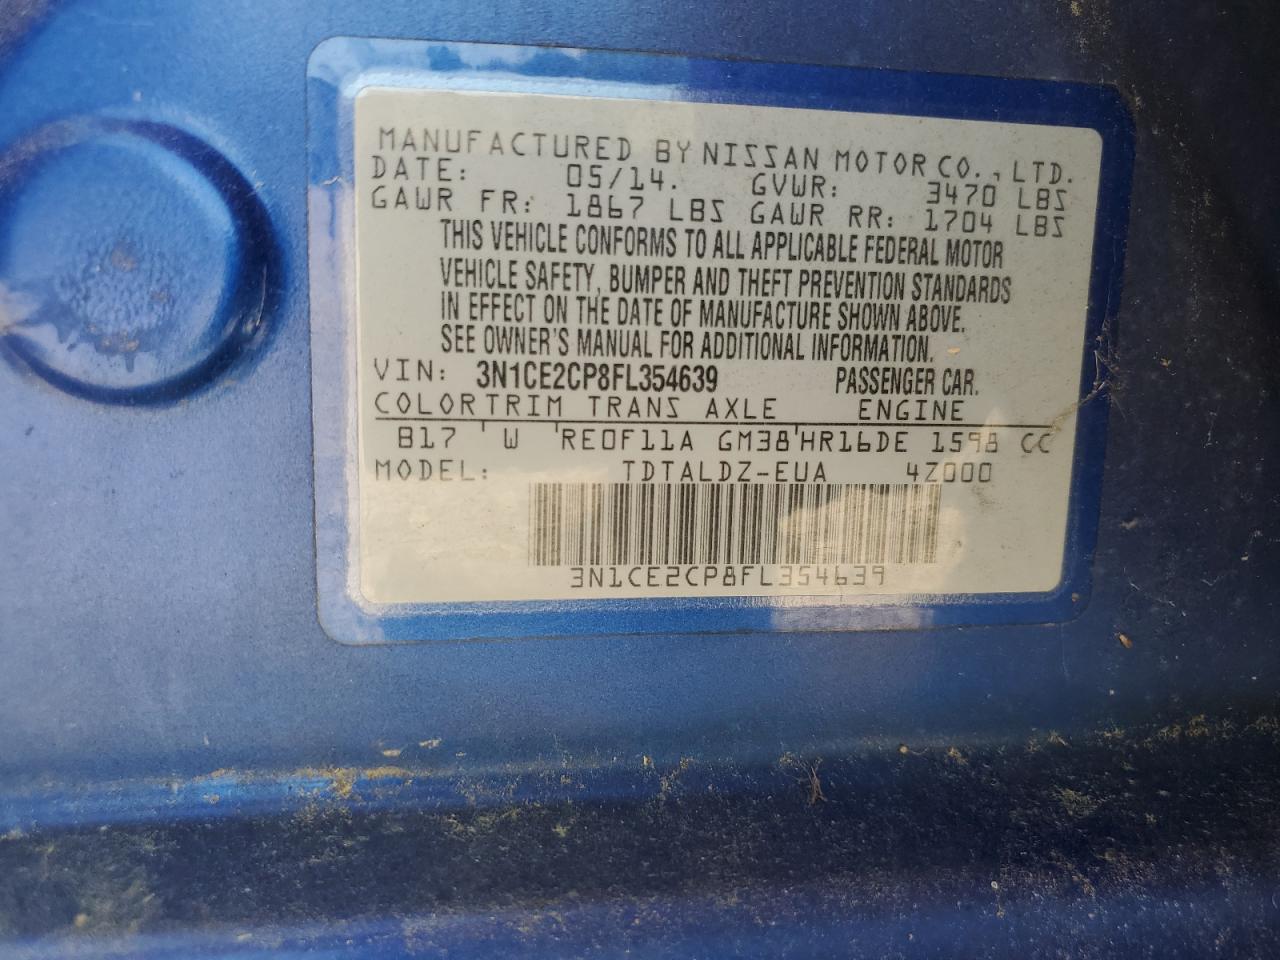 MANUFACTURED BY NISSAN MOTOR CO., LTD.
DATE: 05/14. GVWR: 3470 LBS
GAWR FR: 1867 LBS GAWR RR: 1704 LBS
THIS VEHICLE CONFORMS TO ALL APPLICABLE FEDERAL MOTOR
VEHICLE SAFETY, BUMPER AND THEFT PREVENTION STANDARDS
IN EFFECT ON THE DATE OF MANUFACTURE SHOWN ABOVE.
SEE OWNER'S MANUAL FOR ADDITIONAL INFORMATION.
VIN: 3N1CE2CP8FL354639 PASSENGER CAR.
COLORTRIM TRANS AXLE ENGINE
B17 ' W 'RE0F11A GM38'HR16DE 1598 CC
MODEL: TDTALDZ-EUA 4Z000
3N1CE2CP8FL354639